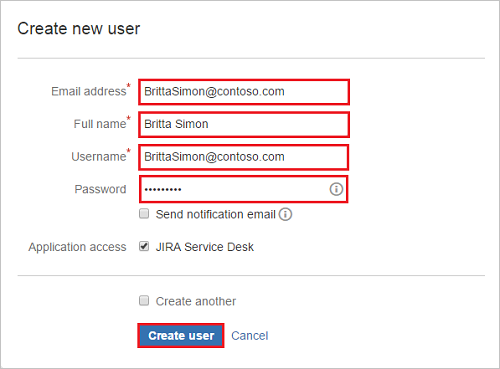 Create new user
Email address* BrittaSimon@contoso.com
Full name* Britta Simon
Username* BrittaSimon@contoso.com
Password •••••••••
Send notification email
Application access JIRA Service Desk
Create another
Create user Cancel